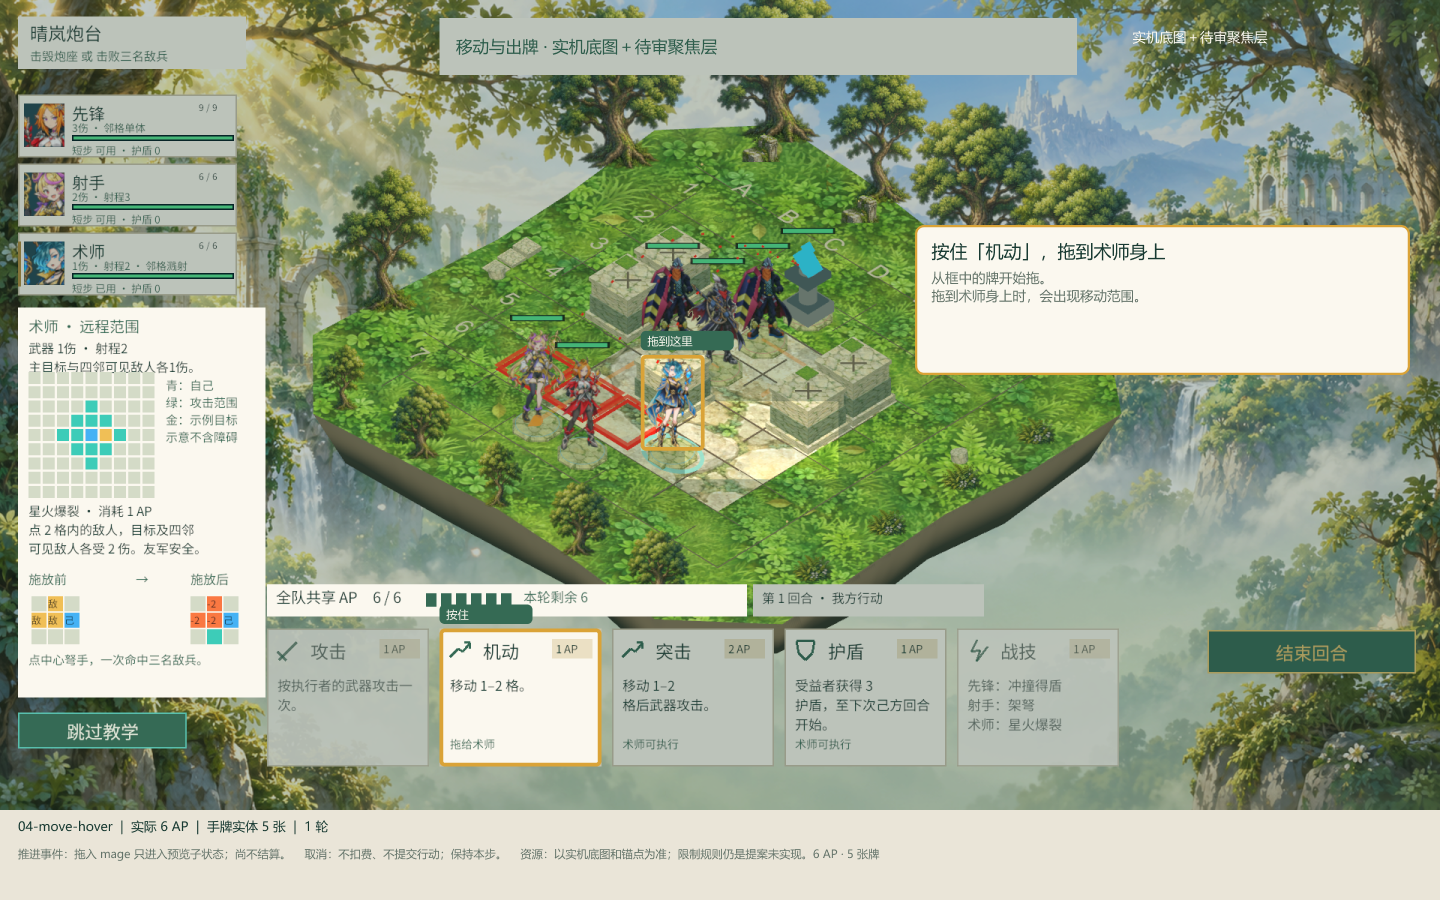 晴岚炮台
击毁炮座 或 击败三名敌兵
移动与出牌 · 实机底图 + 待审聚焦层
实机底图 + 待审聚焦层
先锋
9 / 9
3伤 · 邻格单体
短步 可用 · 护盾 0
射手
6 / 6
2伤 · 射程3
短步 可用 · 护盾 0
术师
6 / 6
1伤 · 射程2 · 邻格溅射
短步 已用 · 护盾 0
术师 · 远程范围
武器 1伤 · 射程2
主目标与四邻可见敌人各1伤。
青：自己
绿：攻击范围
金：示例目标
示意不含障碍
星火爆裂 · 消耗 1 AP
点 2 格内的敌人，目标及四邻
可见敌人各受 2 伤。友军安全。
施放前
→
施放后
敌
敌 敌 己
-2
-2 -2 己
点中心弩手，一次命中三名敌兵。
跳过教学
拖到这里
按住「机动」，拖到术师身上
从框中的牌开始拖。
拖到术师身上时，会出现移动范围。
全队共享 AP 6 / 6
本轮剩余 6
第 1 回合 · 我方行动
按住
攻击
1 AP
按执行者的武器攻击一
次。
机动
1 AP
移动 1–2 格。
拖给术师
突击
2 AP
移动 1–2
格后武器攻击。
术师可执行
护盾
1 AP
受益者获得 3
护盾，至下次己方回合
开始。
术师可执行
战技
1 AP
先锋：冲撞得盾
射手：架弩
术师：星火爆裂
结束回合
04-move-hover | 实际 6 AP | 手牌实体 5 张 | 1 轮
推进事件：拖入 mage 只进入预览子状态；尚不结算。 取消：不扣费、不提交行动；保持本步。 资源：以实机底图和锚点为准；限制规则仍是提案未实现。6 AP · 5 张牌